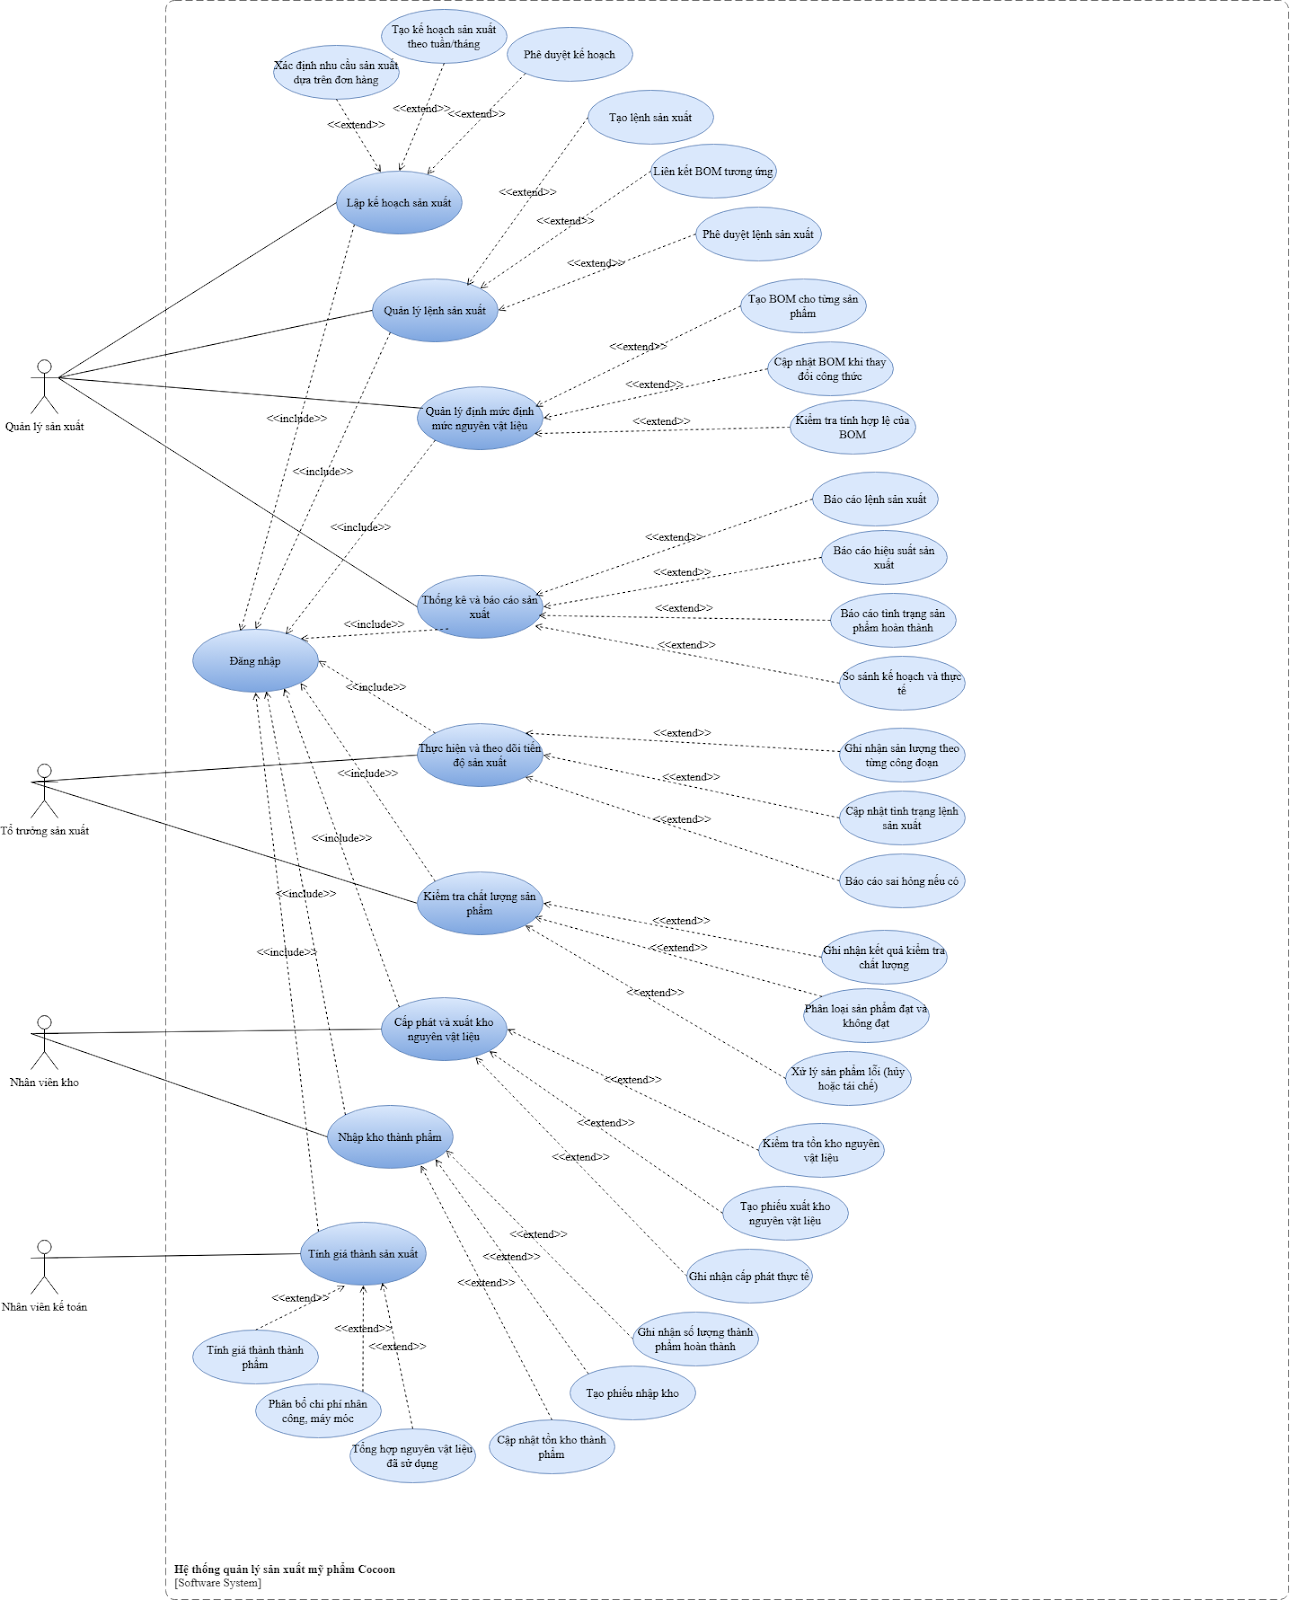 Tạo kế hoạch sản xuất
theo tuần/tháng
Phê duyệt kế hoạch
Xác định nhu cầu sản xuất
dựa trên đơn hàng
<<extend>>
<<extend>>
<<extend>>
Tạo lệnh sản xuất
Liên kết BOM tương ứng
<<extend>>
Lập kế hoạch sản xuất
<<extend>>
Phê duyệt lệnh sản xuất
<<extend>>
Quản lý lệnh sản xuất
Tạo BOM cho từng sản
phẩm
<<extend>>
Cập nhật BOM khi thay
đổi công thức
<<extend>>
Quản lý sản xuất
<<include>>
Quản lý định mức định
mức nguyên vật liệu
<<extend>>
Kiểm tra tính hợp lệ của
BOM
<<include>>
Báo cáo lệnh sản xuất
<<include>>
<<extend>>
Báo cáo hiệu suất sản
xuất
<<extend>>
Thống kê và báo cáo sản
xuất
<<extend>>
Báo cáo tình trạng sản
phẩm hoàn thành
<<include>>
<<extend>>
Đăng nhập
So sánh kế hoạch và thực
tế
<<include>>
<<extend>>
Thực hiện và theo dõi tiến
độ sản xuất
Ghi nhận sản lượng theo
từng công đoạn
<<include>>
<<extend>>
Tổ trưởng sản xuất
Cập nhật tình trạng lệnh
sản xuất
<<extend>>
<<include>>
Báo cáo sai hỏng nếu có
<<include>>
Kiểm tra chất lượng sản
phẩm
<<extend>>
<<extend>>
<<include>>
Ghi nhận kết quả kiểm tra
chất lượng
<<extend>>
Phân loại sản phẩm đạt và
không đạt
Cấp phát và xuất kho
nguyên vật liệu
Nhân viên kho
<<extend>>
Xử lý sản phẩm lỗi (hủy
hoặc tái chế)
<<extend>>
Nhập kho thành phẩm
<<extend>>
Kiểm tra tồn kho nguyên
vật liệu
Tạo phiếu xuất kho
nguyên vật liệu
<<extend>>
Tính giá thành sản xuất
<<extend>>
<<extend>>
Ghi nhận cấp phát thực tế
Nhân viên kế toán
<<extend>>
<<extend>>
<<extend>>
Ghi nhận số lượng thành
phẩm hoàn thành
Tính giá thành thành
phẩm
Tạo phiếu nhập kho
Phân bổ chi phí nhân
công, máy móc
Cập nhật tồn kho thành
phẩm
Tổng hợp nguyên vật liệu
đã sử dụng
Hệ thống quản lý sản xuất mỹ phẩm Cocoon
[Software System]